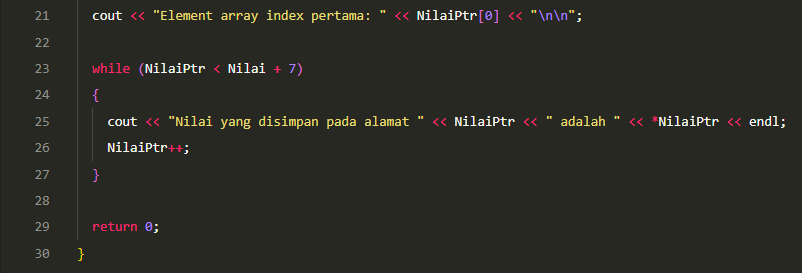 21 cout << "Element array index pertama: " << NilaiPtr[0] << "\n\n";
22
23 while (NilaiPtr < Nilai + 7)
24 {
25 cout << "Nilai yang disimpan pada alamat " << NilaiPtr << " adalah " << *NilaiPtr << endl;
26 NilaiPtr++;
27 }
28
29 return 0;
30 }